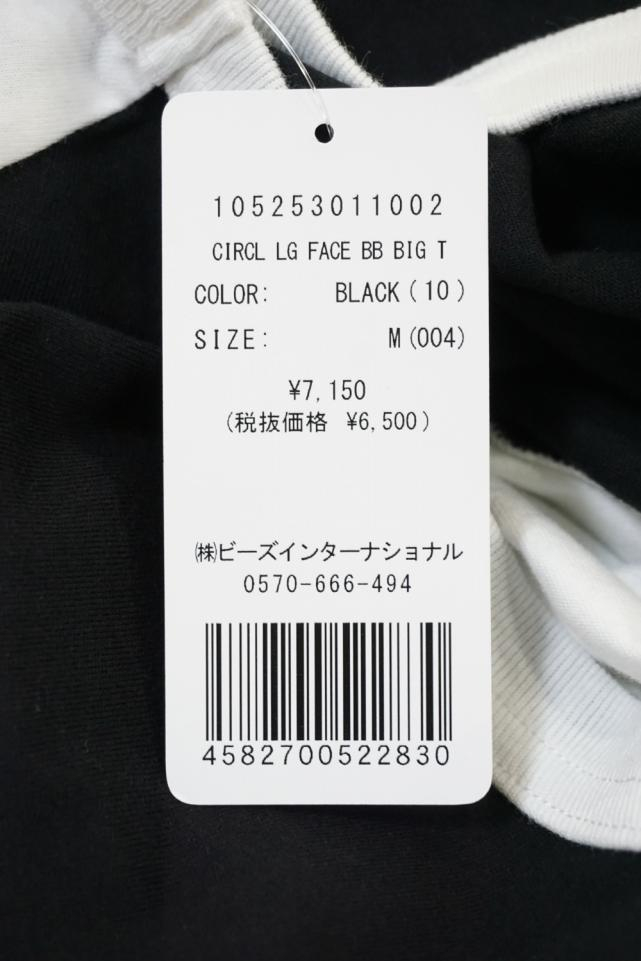 105253011002
CIRCL LG FACE BB BIG T
COLOR: BLACK(10)
SIZE: M(004)
¥7,150
(税抜価格 ¥6,500)
㈱ビーズインターナショナル
0570-666-494
4582700522830